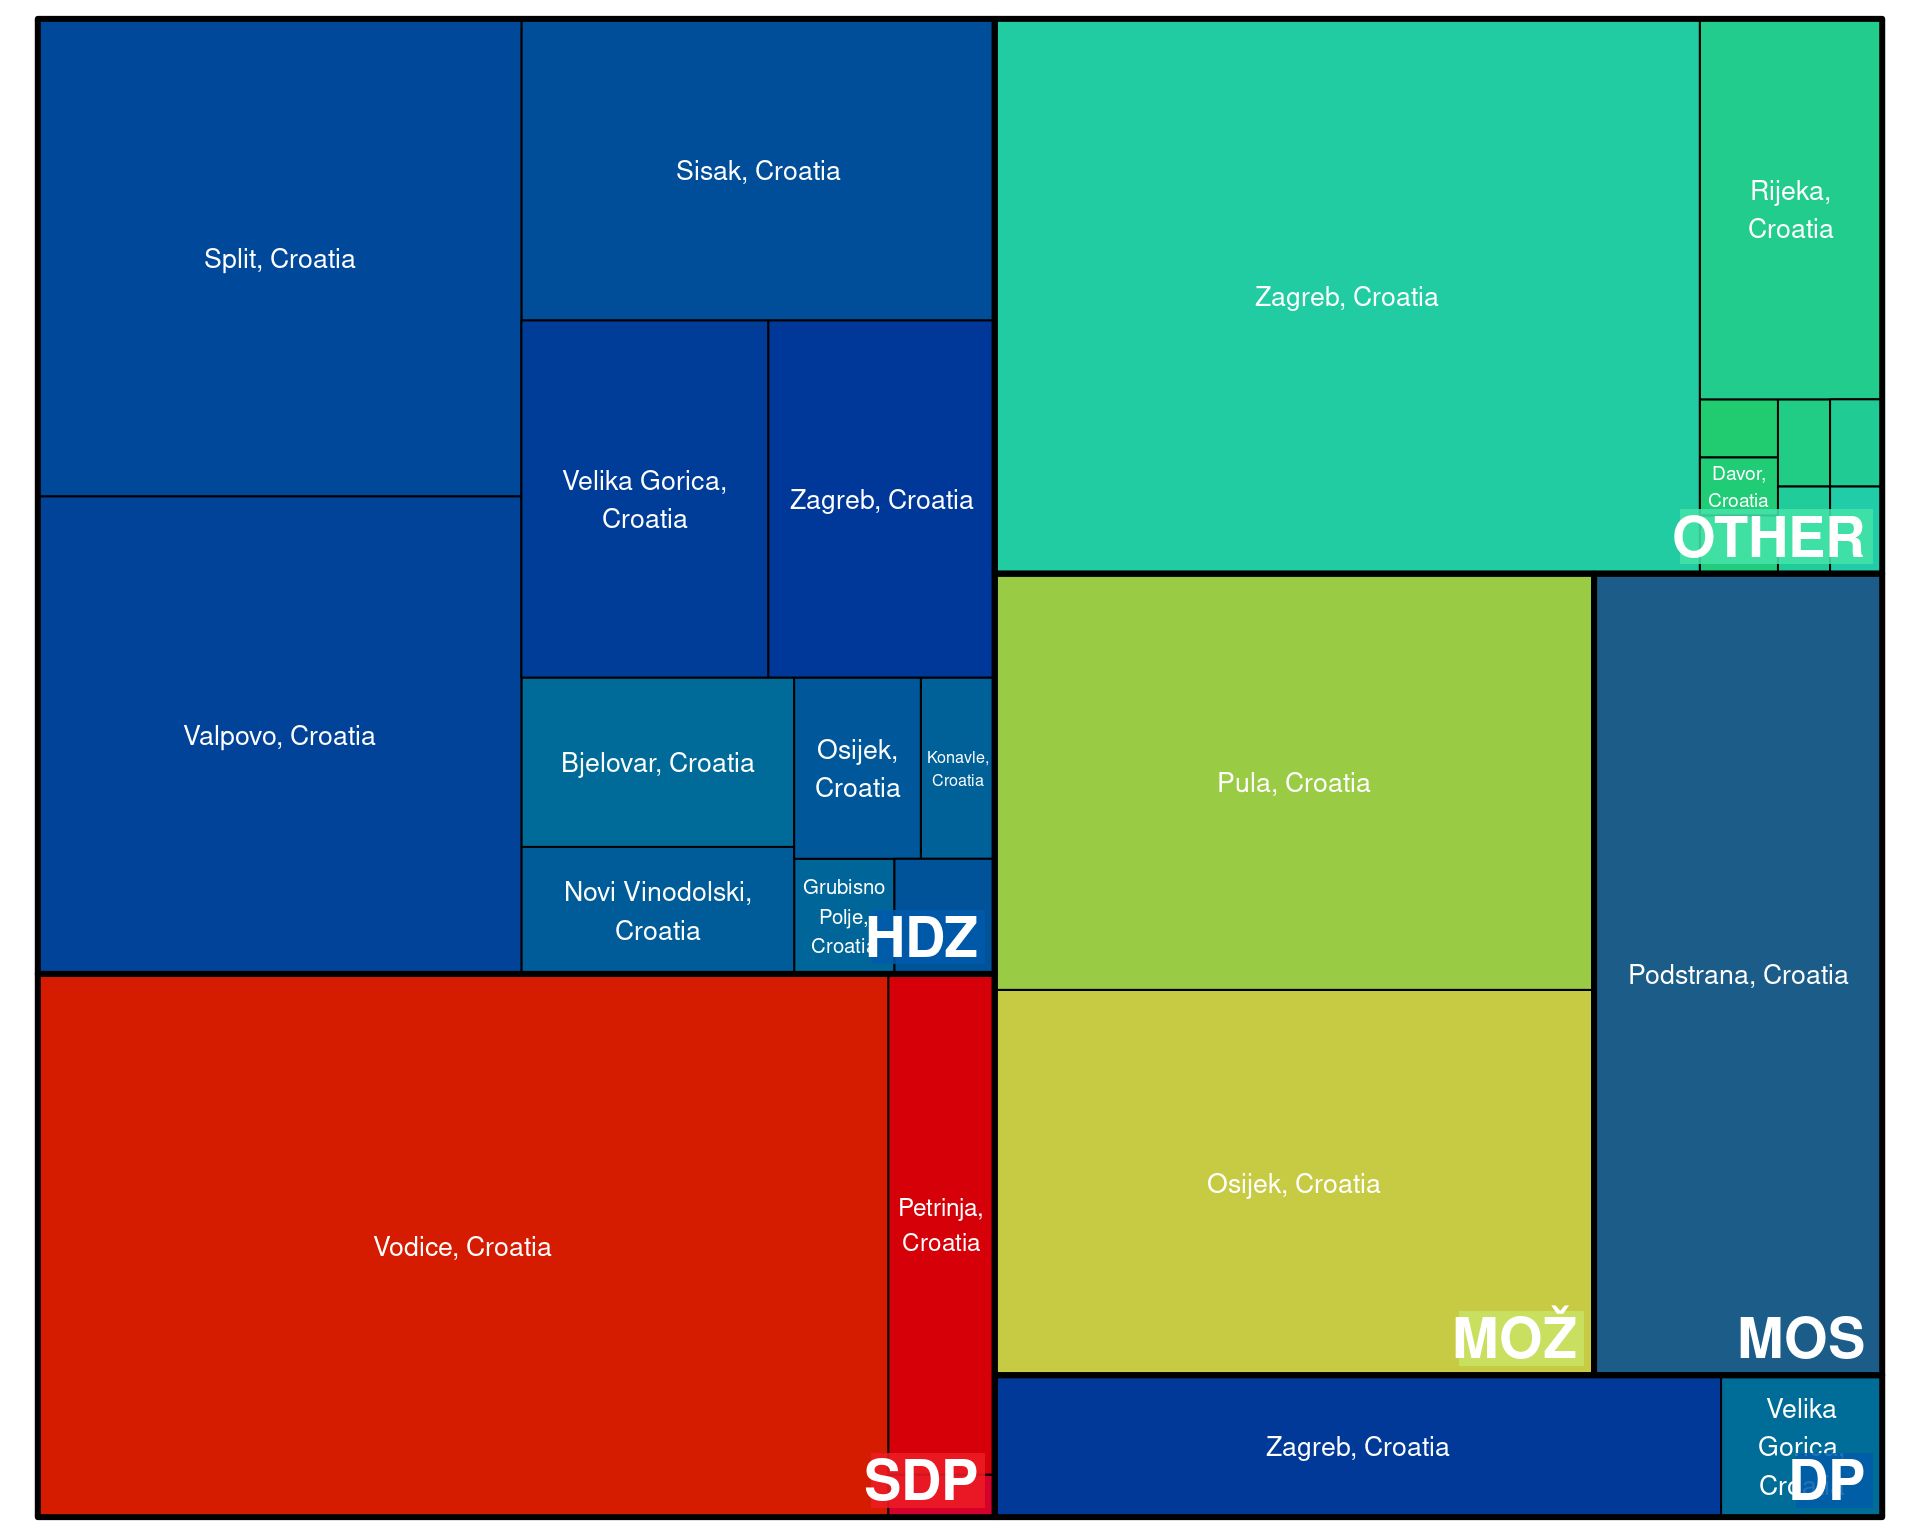 Split, Croatia
Sisak, Croatia
Velika Gorica,
Croatia
Zagreb, Croatia
Valpovo, Croatia
Bjelovar, Croatia
Osijek,
Croatia
Konavle,
Croatia
Novi Vinodolski,
Croatia
Grubisno
Polje,
Croatia
HDZ
Vodice, Croatia
Petrinja,
Croatia
SDP
Zagreb, Croatia
Rijeka,
Croatia
Davor,
Croatia
OTHER
Pula, Croatia
Osijek, Croatia
MOŽ
Podstrana, Croatia
MOS
Zagreb, Croatia
Velika
Gorica,
Croatia
DP